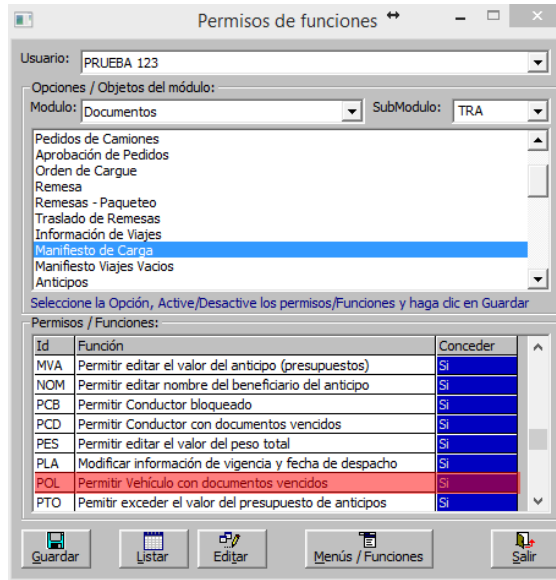 Permisos de funciones
Usuario: PRUEBA 123
Opciones / Objetos del módulo:
Modulo: Documentos SubModulo: TRA
Pedidos de Camiones
Aprobación de Pedidos
Orden de Cargue
Remesa
Remesas - Paqueteo
Traslado de Remesas
Información de Viajes
Manifiesto de Carga
Manifiesto Viajes Vacios
Anticipos
Seleccione la Opción, Active/Desactive los permisos/Funciones y haga clic en Guardar
Permisos / Funciones:
Id Función Conceder
MVA Permitir editar el valor del anticipo (presupuestos) Si
NOM Permitir editar nombre del beneficiario del anticipo Si
PCB Permitir Conductor bloqueado Si
PCD Permitir Conductor con documentos vencidos Si
PES Permitir editar el valor del peso total Si
PLA Modificar información de vigencia y fecha de despacho Si
POL Permitir Vehículo con documentos vencidos Si
PTO Pemitir exceder el valor del presupuesto de anticipos Si
Guardar Listar Editar Menús / Funciones Salir